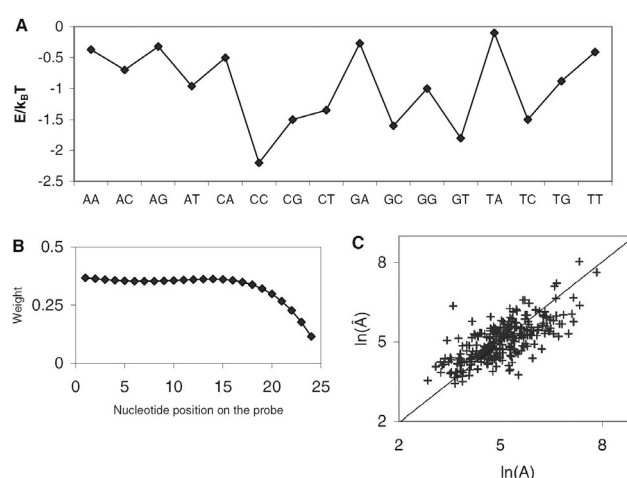 A
E/kBT
0
-0.5
-1
-1.5
-2
-2.5
AA AC AG AT CA CC CG CT GA GC GG GT TA TC TG TT
B
Weight
0.5
0.25
0
0 5 10 15 20 25
Nucleotide position on the probe
C
ln(Â)
8
5
2
2 5 8
ln(A)